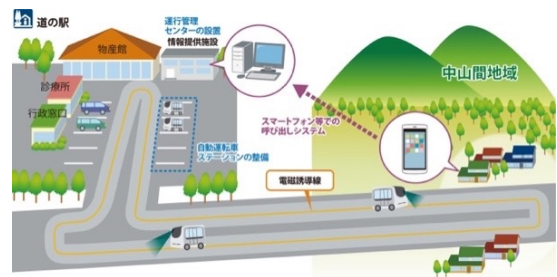 道の駅
物産館
運行管理
センターの設置
情報提供施設
診療所
行政窓口
自動運転車
ステーションの整備
スマートフォン等での
呼び出しシステム
中山間地域
電磁誘導線